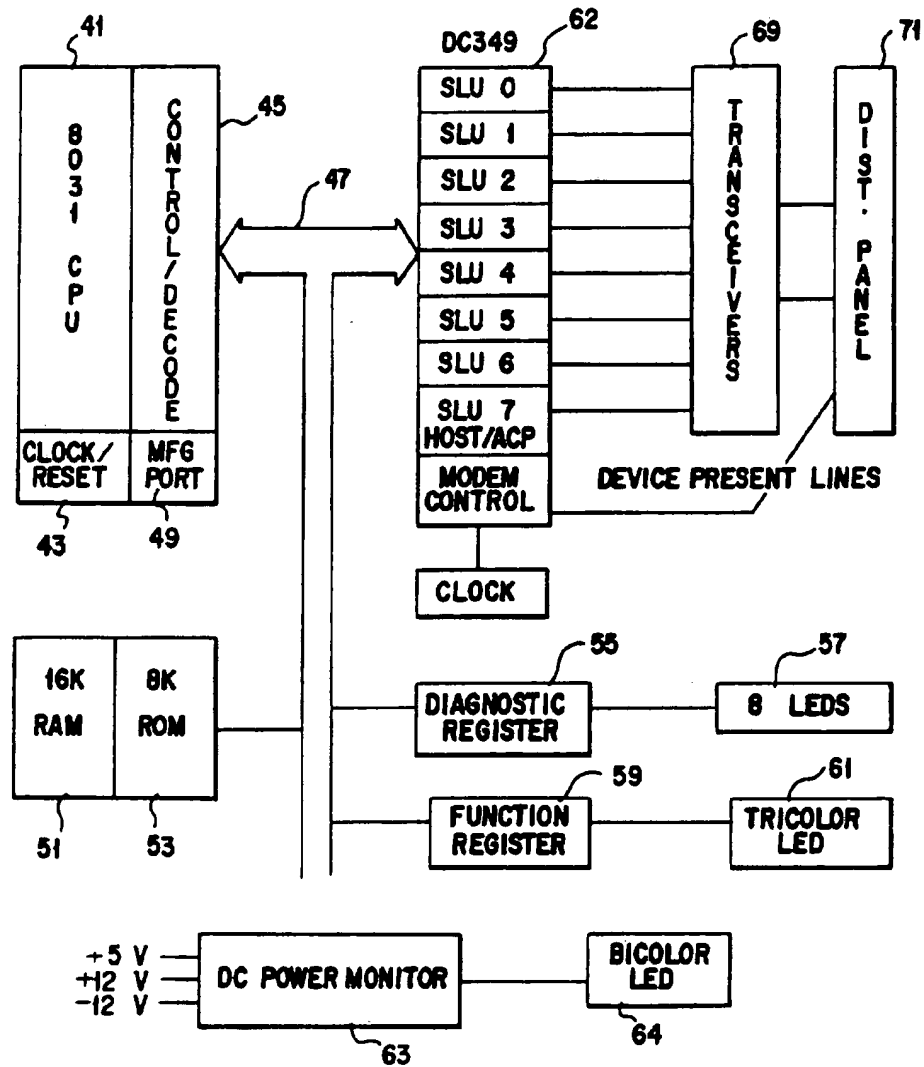 41
8031 CPU
CONTROL/DECODE
45
CLOCK/
RESET
MFG
PORT
43
49
47
DC349
62
SLU 0
SLU 1
SLU 2
SLU 3
SLU 4
SLU 5
SLU 6
SLU 7
HOST/ACP
MODEM
CONTROL
CLOCK
69
TRANSCEIVERS
71
DIST. PANEL
DEVICE PRESENT LINES
16K
RAM
8K
ROM
51
53
55
DIAGNOSTIC
REGISTER
57
8 LEDS
59
FUNCTION
REGISTER
61
TRICOLOR
LED
+5 V
+12 V
-12 V
DC POWER MONITOR
63
BICOLOR
LED
64